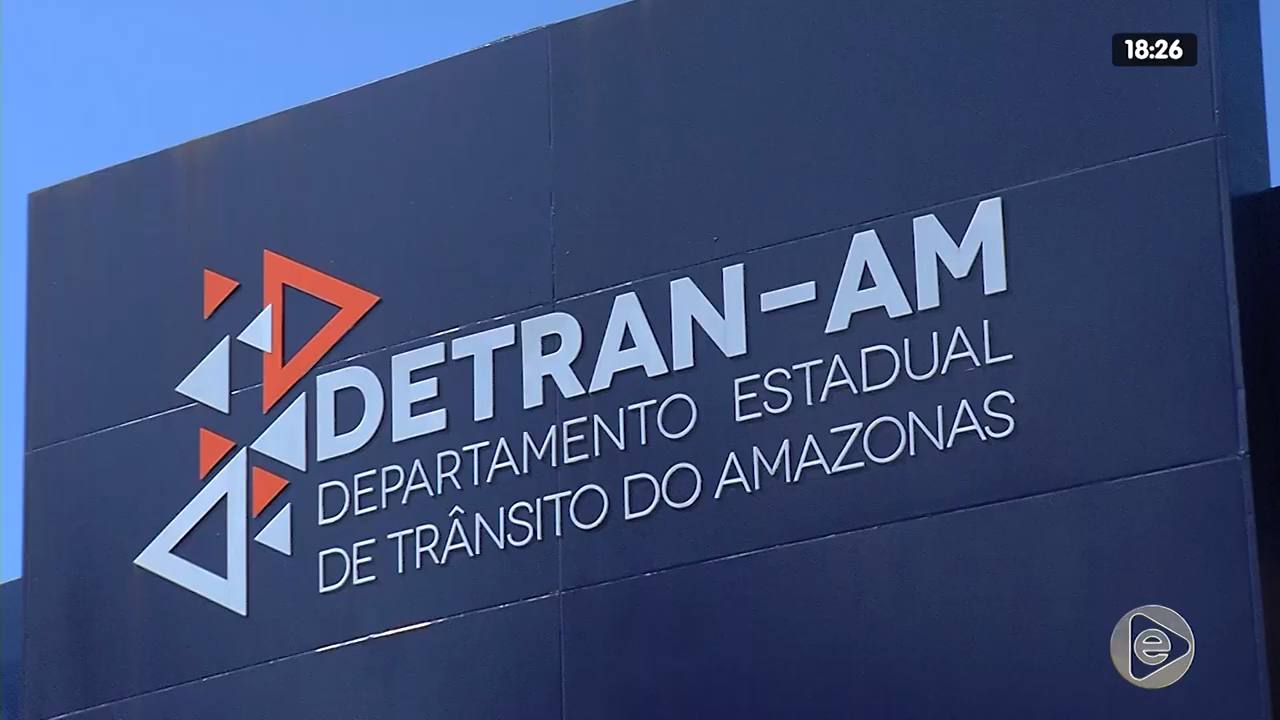 18:26
DETRAN-AM
DEPARTAMENTO ESTADUAL
DE TRÂNSITO DO AMAZONAS
e